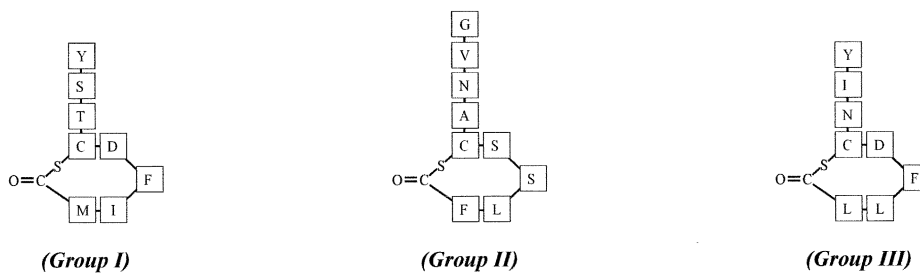 Y
S
T
C D
S
F
O=C
M I
(Group I)
G
V
N
A
C S
S
S
O=C
F L
(Group II)
Y
I
N
C D
S
F
O=C
L L
(Group III)